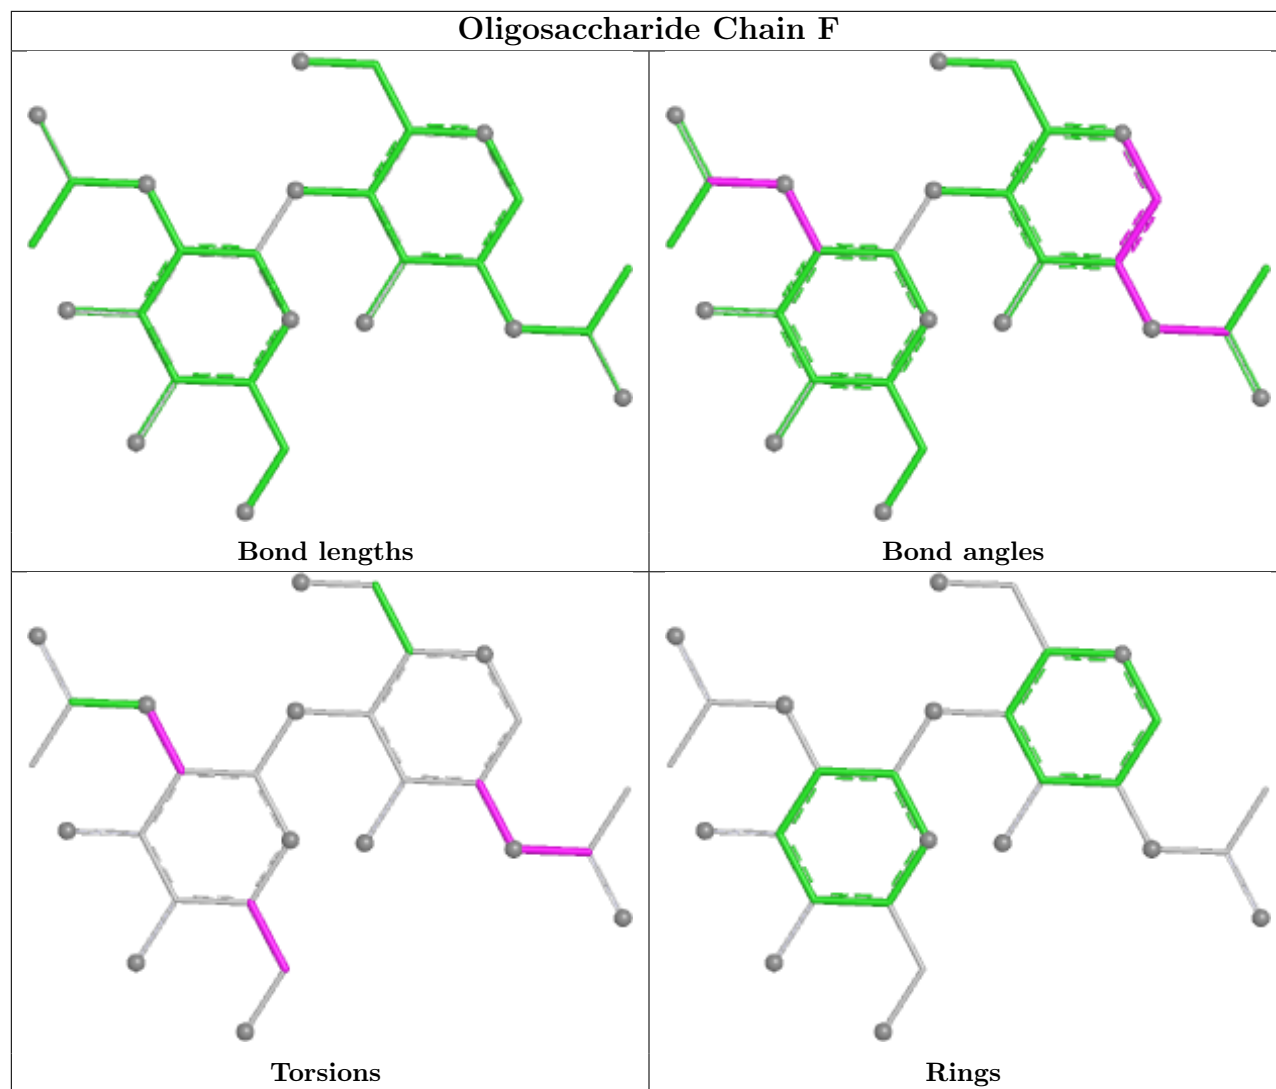 Oligosaccharide Chain F
Bond lengths
Bond angles
Torsions
Rings